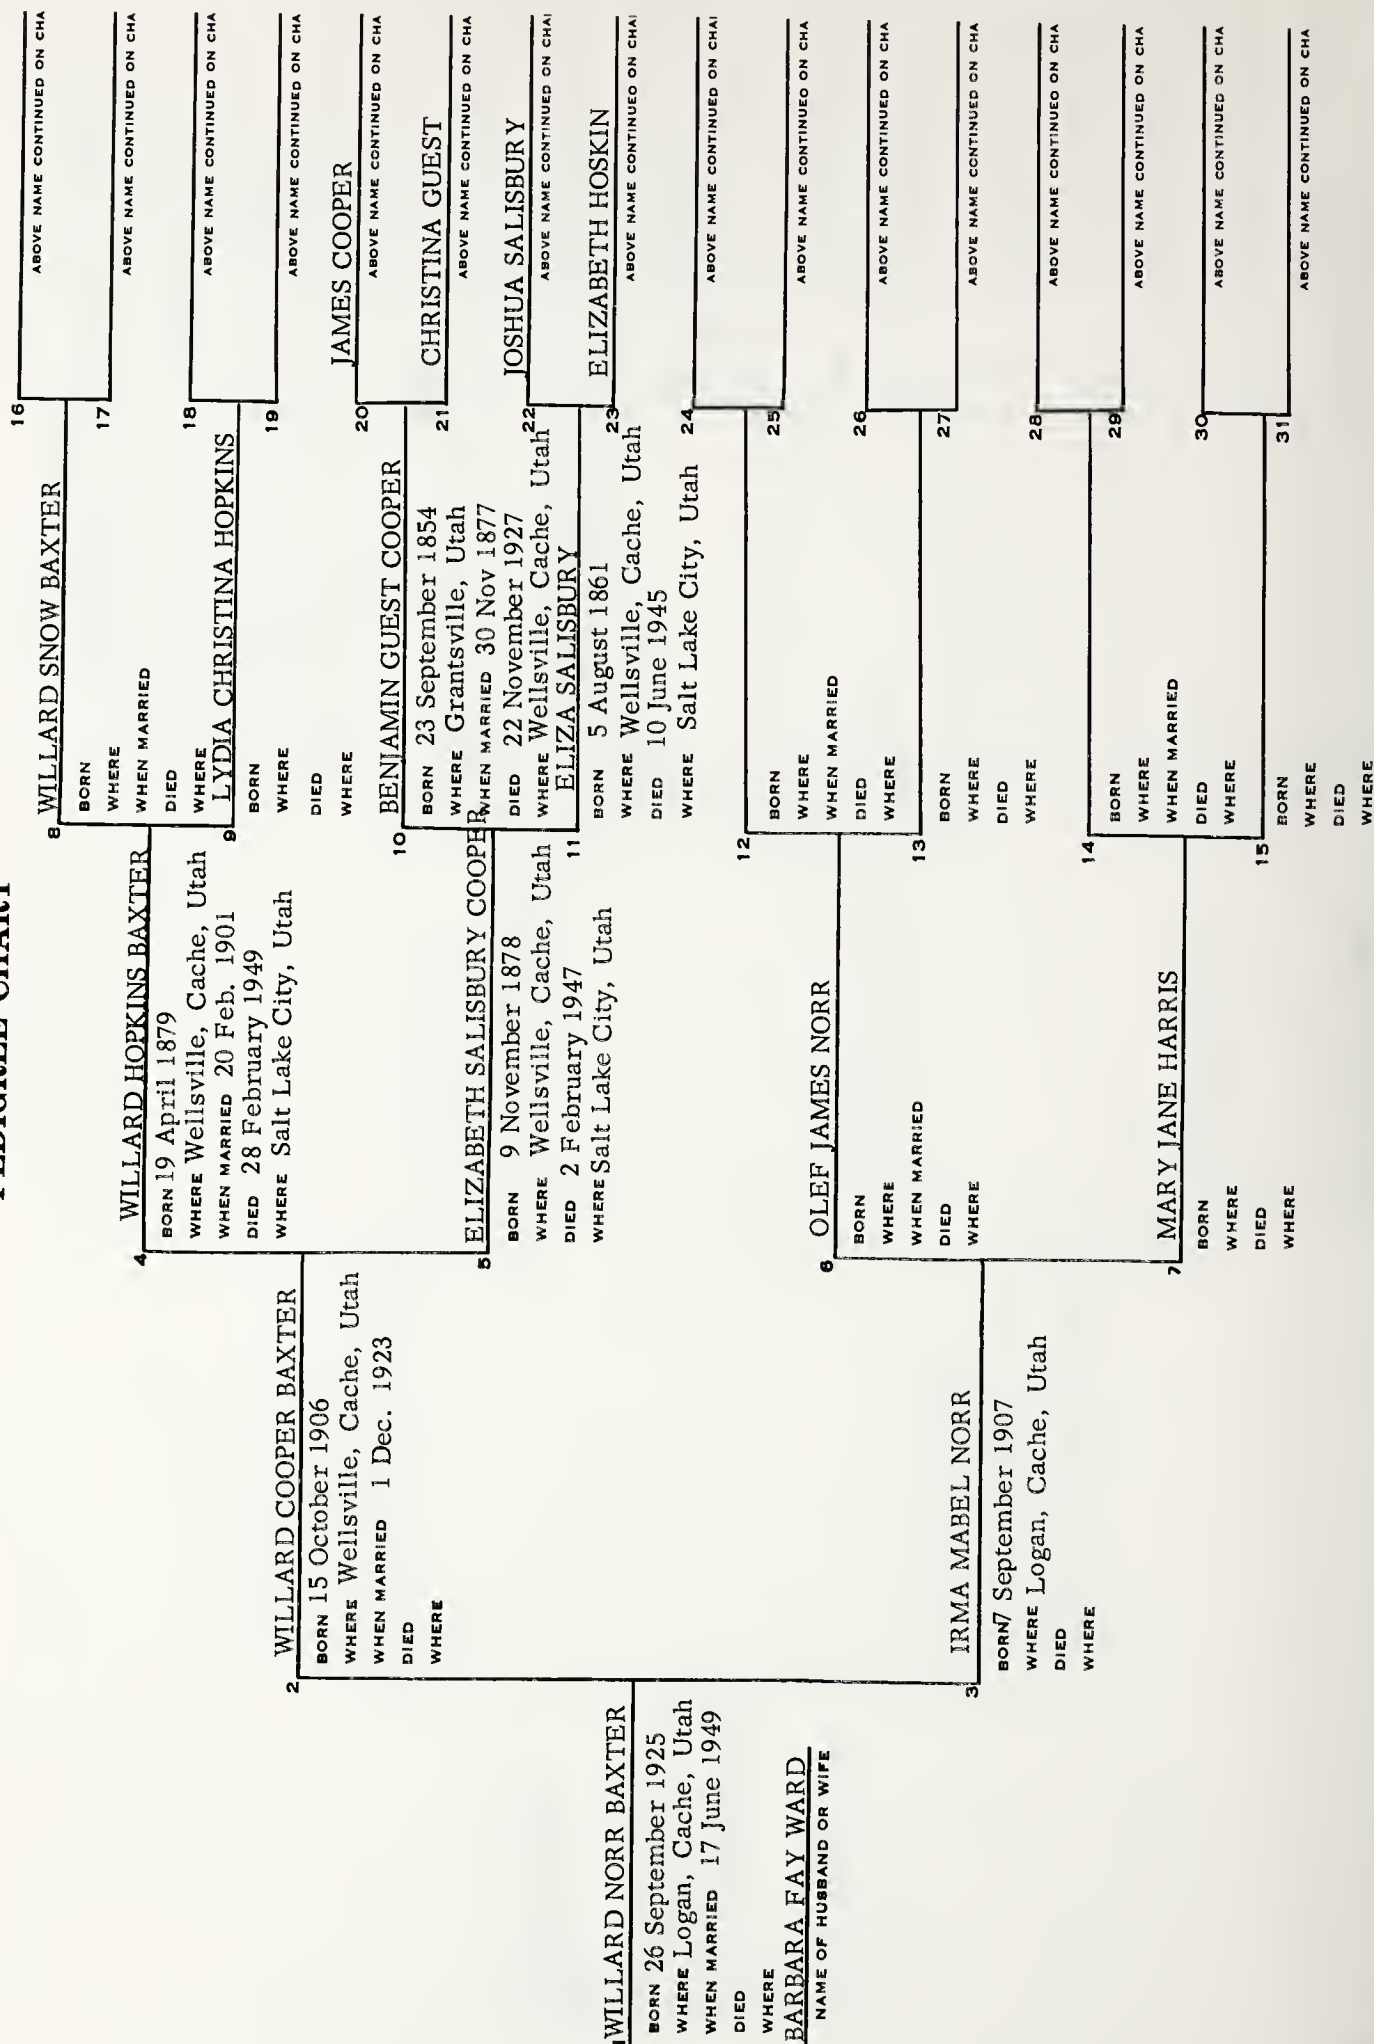 PEDIGREE CHART
WILLARD NORR BAXTER
BORN 26 September 1925
WHERE Logan, Cache, Utah
WHEN MARRIED 17 June 1949
DIED
WHERE
BARBARA FAY WARD
NAME OF HUSBAND OR WIFE
2
WILLARD COOPER BAXTER
BORN 15 October 1906
WHERE Wellsville, Cache, Utah
WHEN MARRIED 1 Dec. 1923
DIED
WHERE
3
IRMA MABEL NORR
BORN 7 September 1907
WHERE Logan, Cache, Utah
DIED
WHERE
4
WILLARD HOPKINS BAXTER
BORN 19 April 1879
WHERE Wellsville, Cache, Utah
WHEN MARRIED 20 Feb. 1901
DIED 28 February 1949
WHERE Salt Lake City, Utah
5
ELIZABETH SALISBURY COOPER
BORN 9 November 1878
WHERE Wellsville, Cache, Utah
DIED 2 February 1947
WHERE Salt Lake City, Utah
6
OLEF JAMES NORR
BORN
WHERE
WHEN MARRIED
DIED
WHERE
7
MARY JANE HARRIS
BORN
WHERE
DIED
WHERE
8
WILLARD SNOW BAXTER
BORN
WHERE
WHEN MARRIED
DIED
WHERE
9
LYDIA CHRISTINA HOPKINS
BORN
WHERE
DIED
WHERE
10
BENJAMIN GUEST COOPER
BORN 23 September 1854
WHERE Grantsville, Utah
WHEN MARRIED 30 Nov 1877
DIED 22 November 1927
WHERE Wellsville, Cache, Utah
11
ELIZA SALISBURY
BORN 5 August 1861
WHERE Wellsville, Cache, Utah
DIED 10 June 1945
WHERE Salt Lake City, Utah
12
BORN
WHERE
WHEN MARRIED
DIED
WHERE
13
BORN
WHERE
DIED
WHERE
14
BORN
WHERE
WHEN MARRIED
DIED
WHERE
15
BORN
WHERE
DIED
WHERE
16
ABOVE NAME CONTINUED ON CHA
17
ABOVE NAME CONTINUED ON CHA
18
ABOVE NAME CONTINUED ON CHA
19
ABOVE NAME CONTINUED ON CHA
20
JAMES COOPER
ABOVE NAME CONTINUED ON CHA
21
CHRISTINA GUEST
ABOVE NAME CONTINUED ON CHA
22
JOSHUA SALISBURY
ABOVE NAME CONTINUED ON CHAI
23
ELIZABETH HOSKIN
ABOVE NAME CONTINUEO ON CHA
24
ABOVE NAME CONTINUED ON CHAI
25
ABOVE NAME CONTINUED ON CHA
26
ABOVE NAME CONTINUED ON CHA
27
ABOVE NAME CONTINUED ON CHA
28
ABOVE NAME CONTINUEO ON CHA
29
ABOVE NAME CONTINUED ON CHA
30
ABOVE NAME CONTINUED ON CHA
31
ABOVE NAME CONTINUED ON CHA